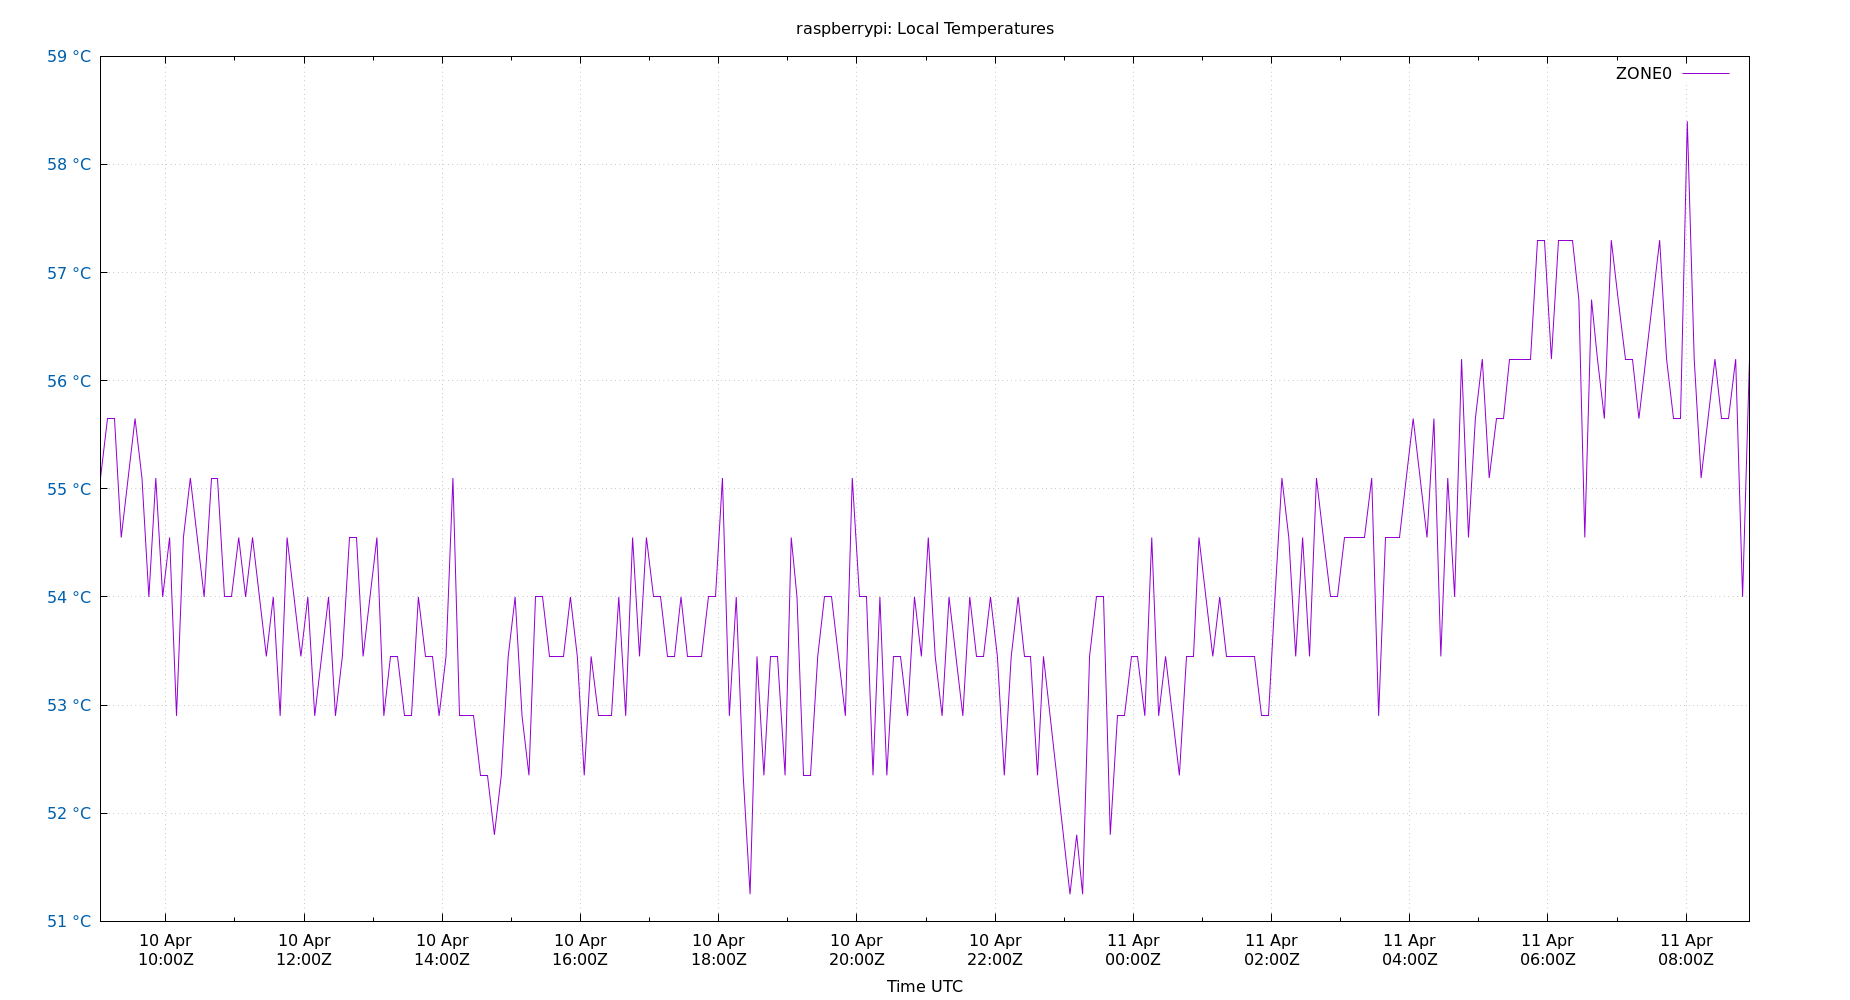 raspberrypi: Local Temperatures
59 °C
ZONE0
58 °C
57 °C
56 °C
55 °C
54 °C
53 °C
52 °C
51 °C
10 Apr 10 Apr 10 Apr 10 Apr 10 Apr 10 Apr 10 Apr 11 Apr 11 Apr 11 Apr 11 Apr 11 Apr
10:00Z 12:00Z 14:00Z 16:00Z 18:00Z 20:00Z 22:00Z 00:00Z 02:00Z 04:00Z 06:00Z 08:00Z
Time UTC